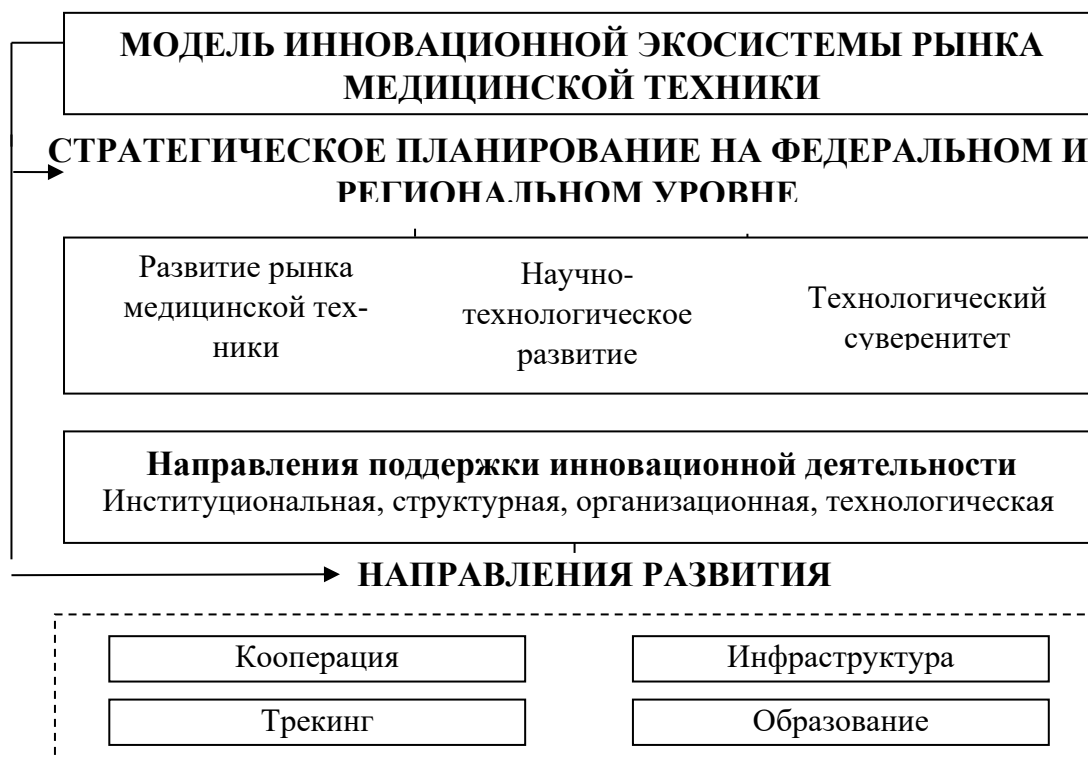 МОДЕЛЬ ИННОВАЦИОННОЙ ЭКОСИСТЕМЫ РЫНКА
МЕДИЦИНСКОЙ ТЕХНИКИ
СТРАТЕГИЧЕСКОЕ ПЛАНИРОВАНИЕ НА ФЕДЕРАЛЬНОМ И
РЕГИОНАЛЬНОМ УРОВНЕ
Развитие рынка
медицинской тех-
ники
Научно-
технологическое
развитие
Технологический
суверенитет
Направления поддержки инновационной деятельности
Институциональная, структурная, организационная, технологическая
НАПРАВЛЕНИЯ РАЗВИТИЯ
Кооперация
Инфраструктура
Трекинг
Образование